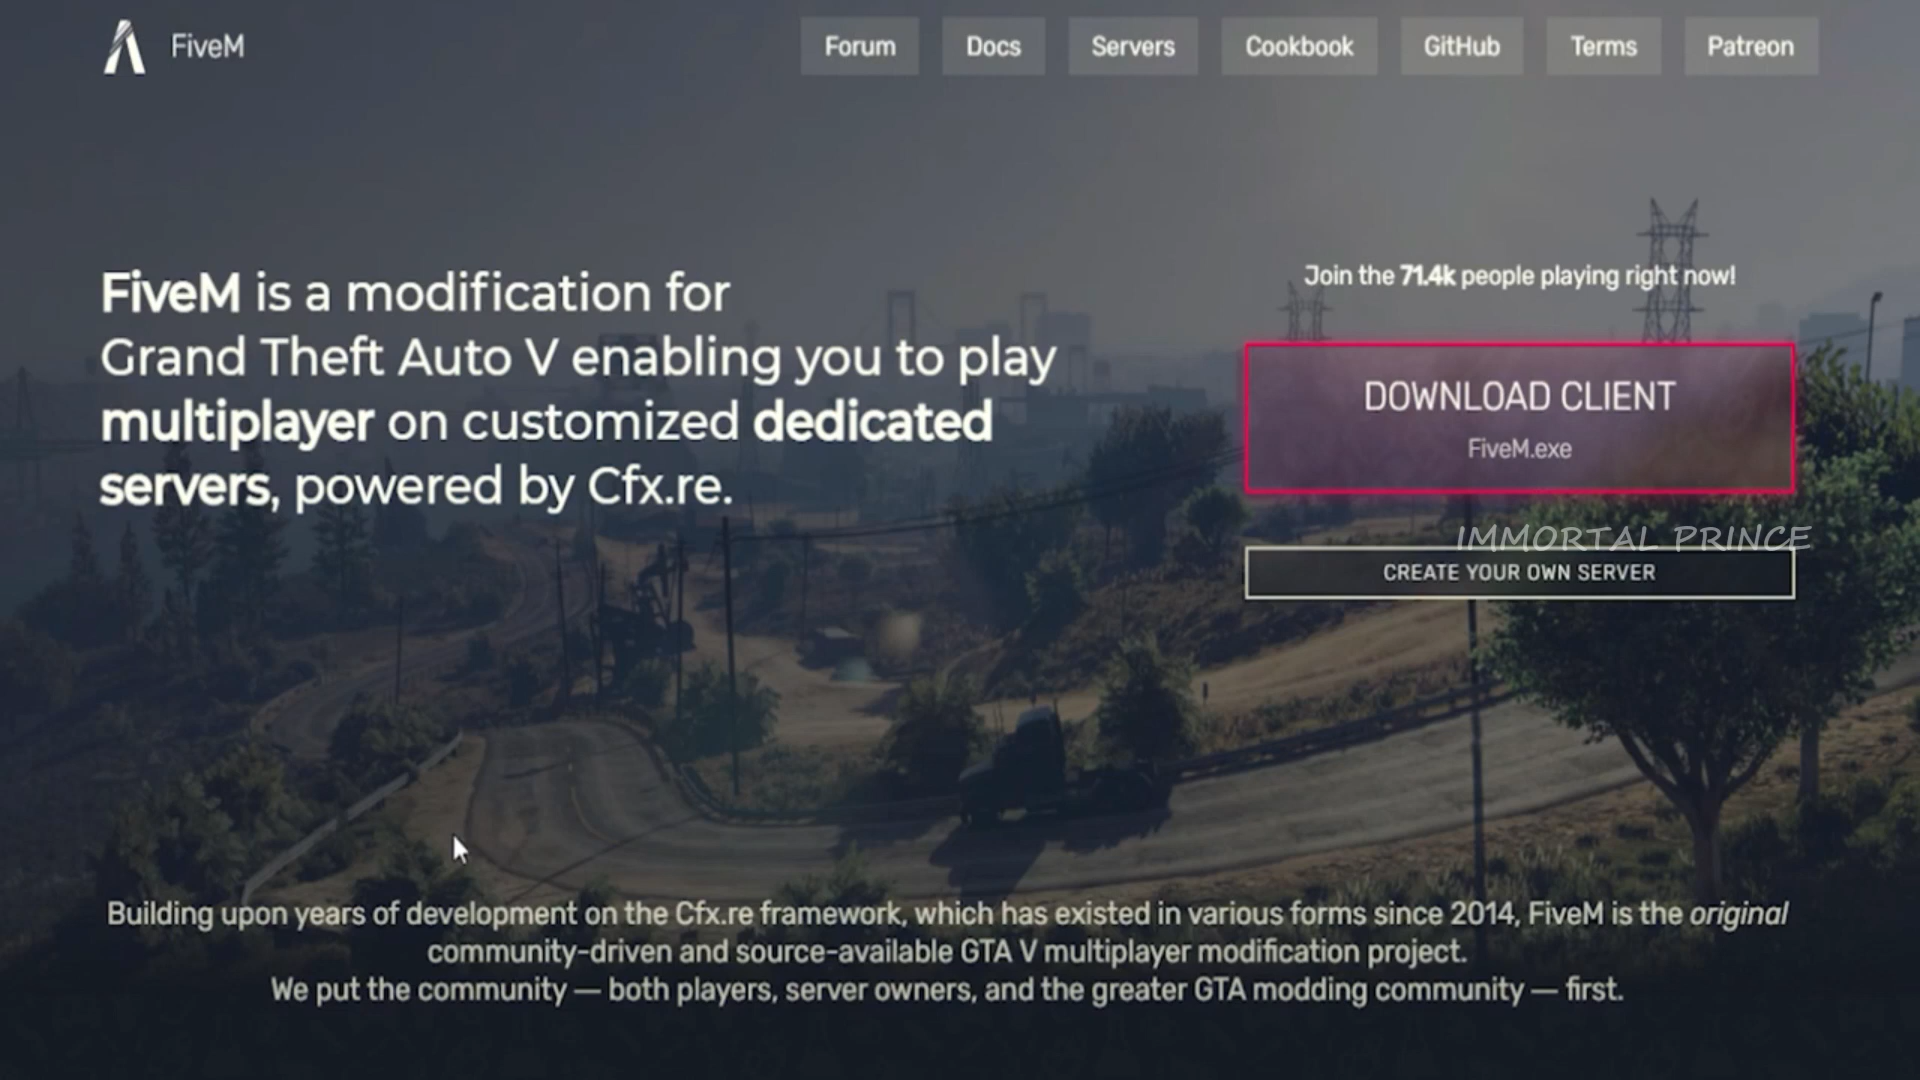 FiveM
Forum
Docs
Servers
Cookbook
GitHub
Terms
Patreon
FiveM is a modification for
Grand Theft Auto V enabling you to play
multiplayer on customized dedicated
servers, powered by Cfx.re.
Join the 71.4k people playing right now!
DOWNLOAD CLIENT
FiveM.exe
IMMORTAL PRINCE
CREATE YOUR OWN SERVER
Building upon years of development on the Cfx.re framework, which has existed in various forms since 2014, FiveM is the original
community-driven and source-available GTA V multiplayer modification project.
We put the community — both players, server owners, and the greater GTA modding community — first.